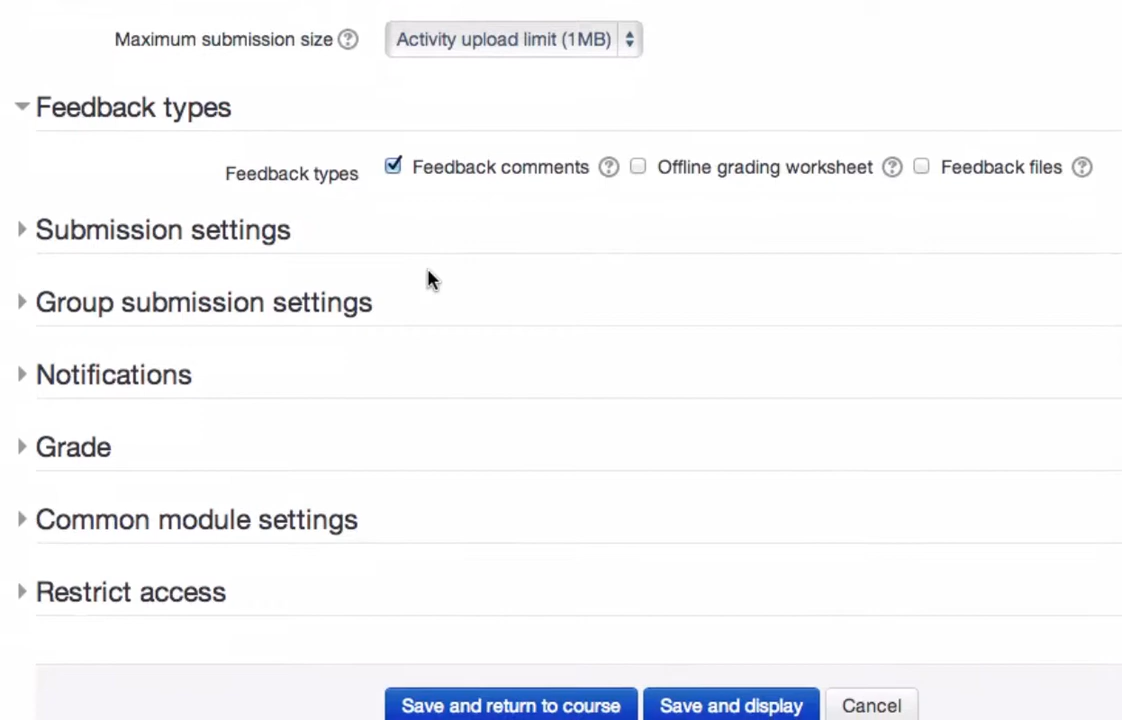 Maximum submission size Activity upload limit (1MB)
Feedback types
Feedback types Feedback comments Offline grading worksheet Feedback files
Submission settings
Group submission settings
Notifications
Grade
Common module settings
Restrict access
Save and return to course Save and display Cancel